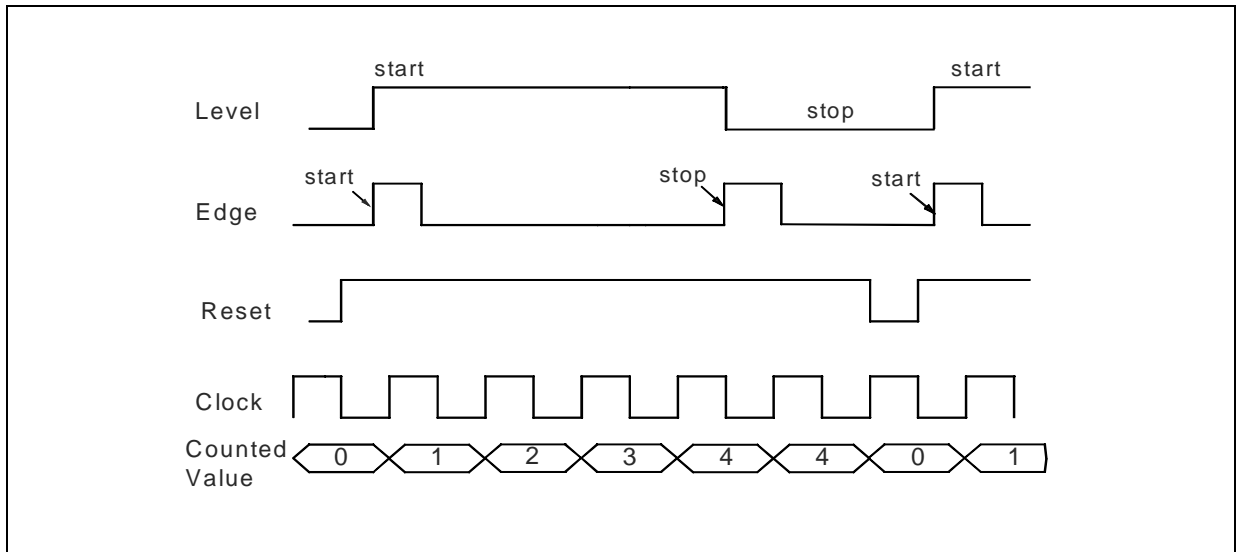 start
start
Level
stop
start
stop
start
Edge
Reset
Clock
Counted
Value
0 1 2 3 4 4 0 1